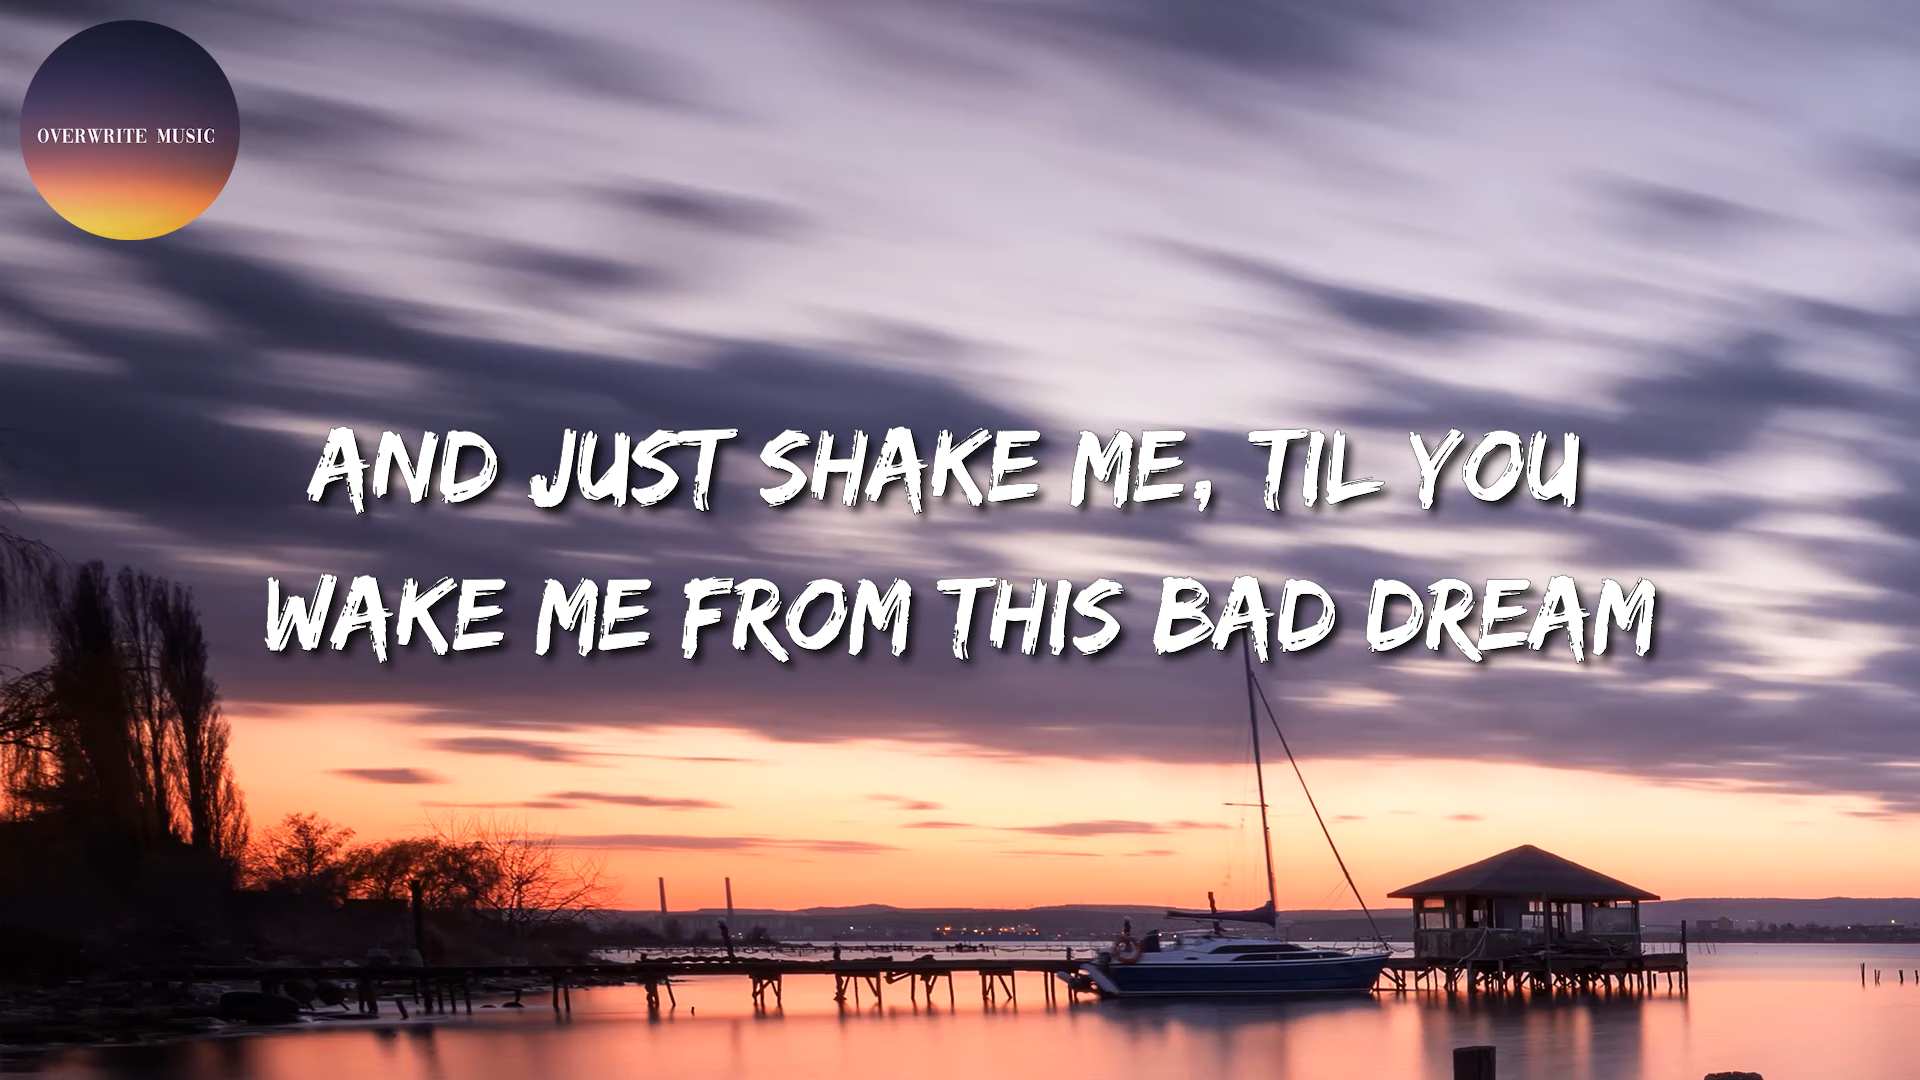 OVERWRITE MUSIC
AND JUST SHAKE ME, TIL YOU
WAKE ME FROM THIS BAD DREAM